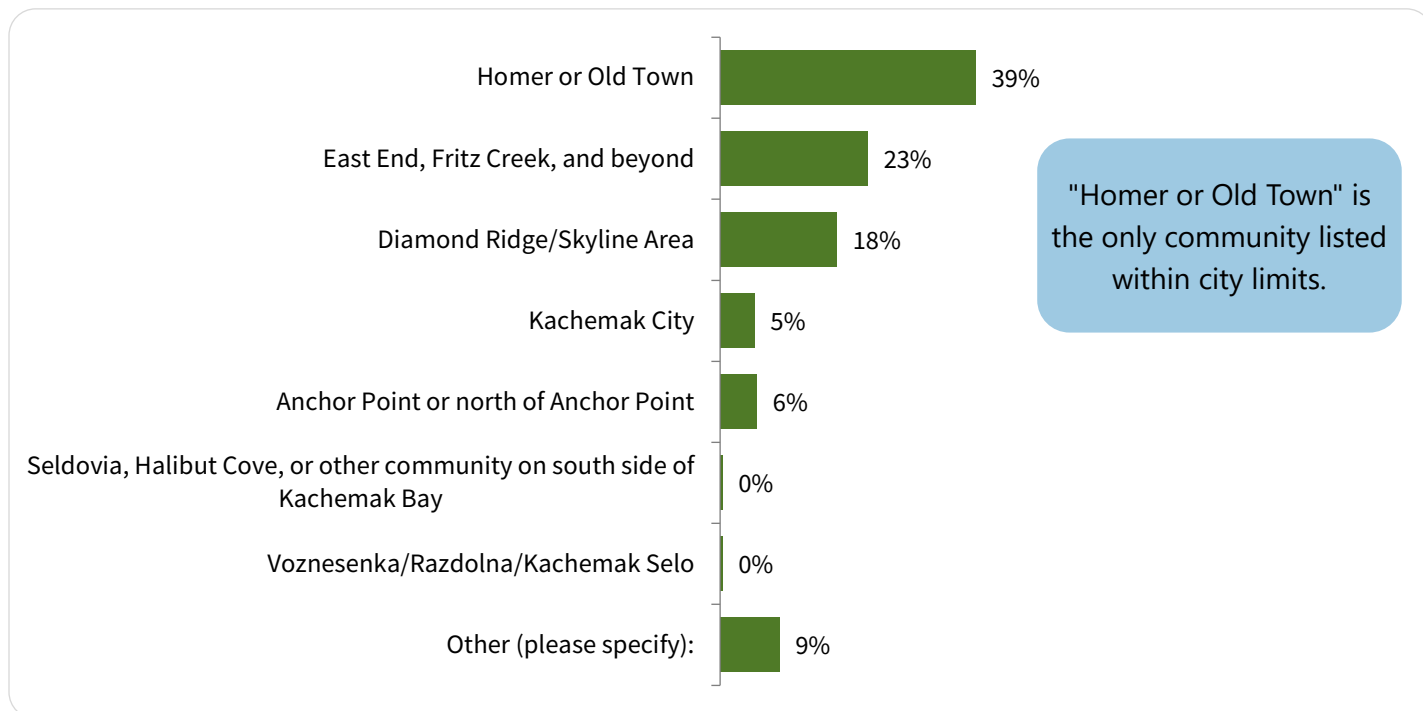 Homer or Old Town 39%
East End, Fritz Creek, and beyond 23%
Diamond Ridge/Skyline Area 18%
Kachemak City 5%
Anchor Point or north of Anchor Point 6%
Seldovia, Halibut Cove, or other community on south side of
Kachemak Bay 0%
Voznesenka/Razdolna/Kachemak Selo 0%
Other (please specify): 9%
"Homer or Old Town" is
the only community listed
within city limits.